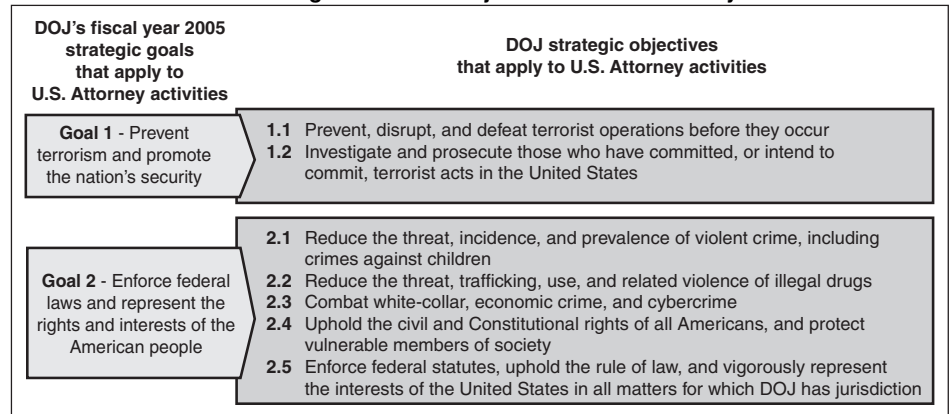 DOJ's fiscal year 2005
strategic goals
that apply to
U.S. Attorney activities
DOJ strategic objectives
that apply to U.S. Attorney activities
Goal 1 - Prevent
terrorism and promote
the nation's security
1.1 Prevent, disrupt, and defeat terrorist operations before they occur
1.2 Investigate and prosecute those who have committed, or intend to
commit, terrorist acts in the United States
Goal 2 - Enforce federal
laws and represent the
rights and interests of the
American people
2.1 Reduce the threat, incidence, and prevalence of violent crime, including
crimes against children
2.2 Reduce the threat, trafficking, use, and related violence of illegal drugs
2.3 Combat white-collar, economic crime, and cybercrime
2.4 Uphold the civil and Constitutional rights of all Americans, and protect
vulnerable members of society
2.5 Enforce federal statutes, uphold the rule of law, and vigorously represent
the interests of the United States in all matters for which DOJ has jurisdiction